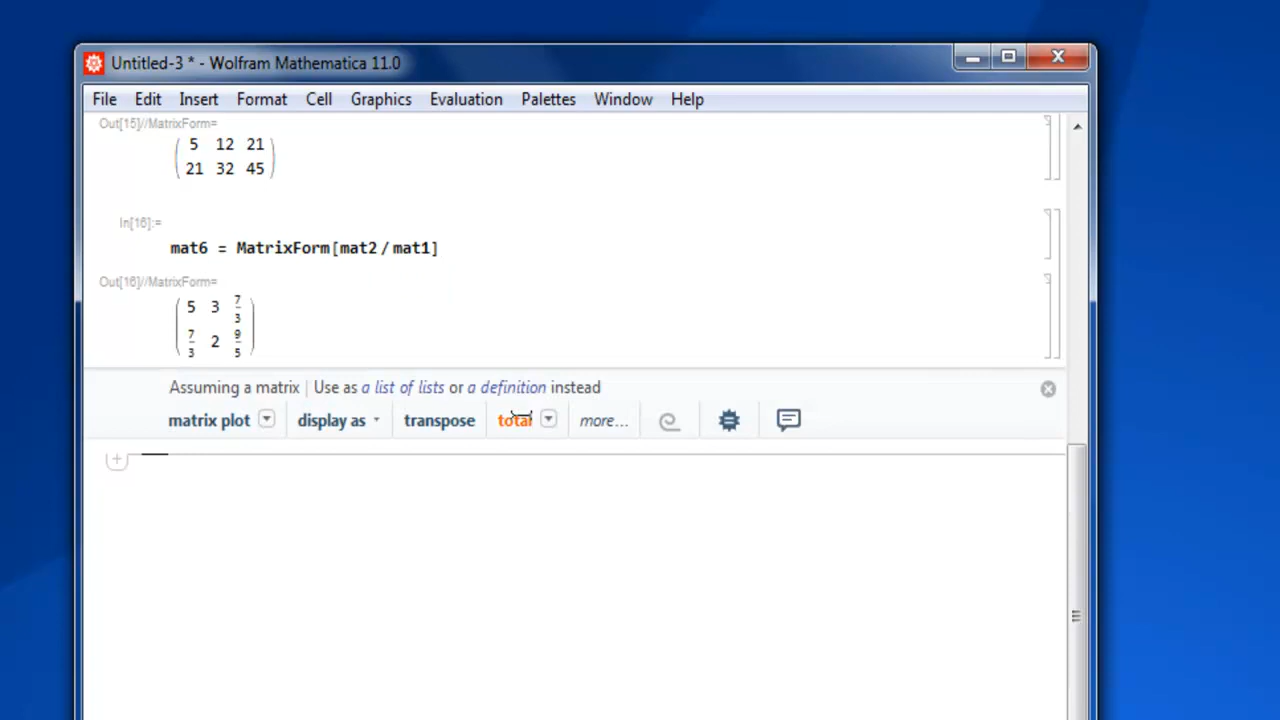 Untitled-3 * - Wolfram Mathematica 11.0
File Edit Insert Format Cell Graphics Evaluation Palettes Window Help
Out[15]//MatrixForm=
5 12 21
21 32 45
In[16]:=
mat6 = MatrixForm[mat2 / mat1]
Out[16]//MatrixForm=
5 3 7/3
7/3 2 9/5
Assuming a matrix | Use as a list of lists or a definition instead
matrix plot display as transpose total more...